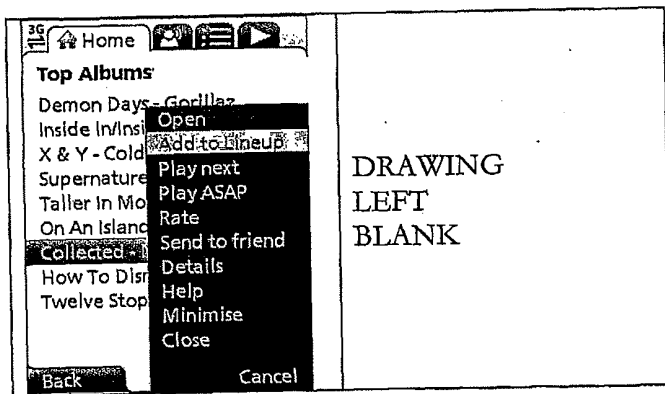 3G
Home
Top Albums
Demon Days - Gorillaz
Inside In/Insi
X & Y - Cold
Supernature
Taller In Mo
On An Island
Collected -
How To Dism
Twelve Stop
Open
Add to Lineup
Play next
Play ASAP
Rate
Send to friend
Details
Help
Minimise
Close
Back
Cancel
DRAWING
LEFT
BLANK